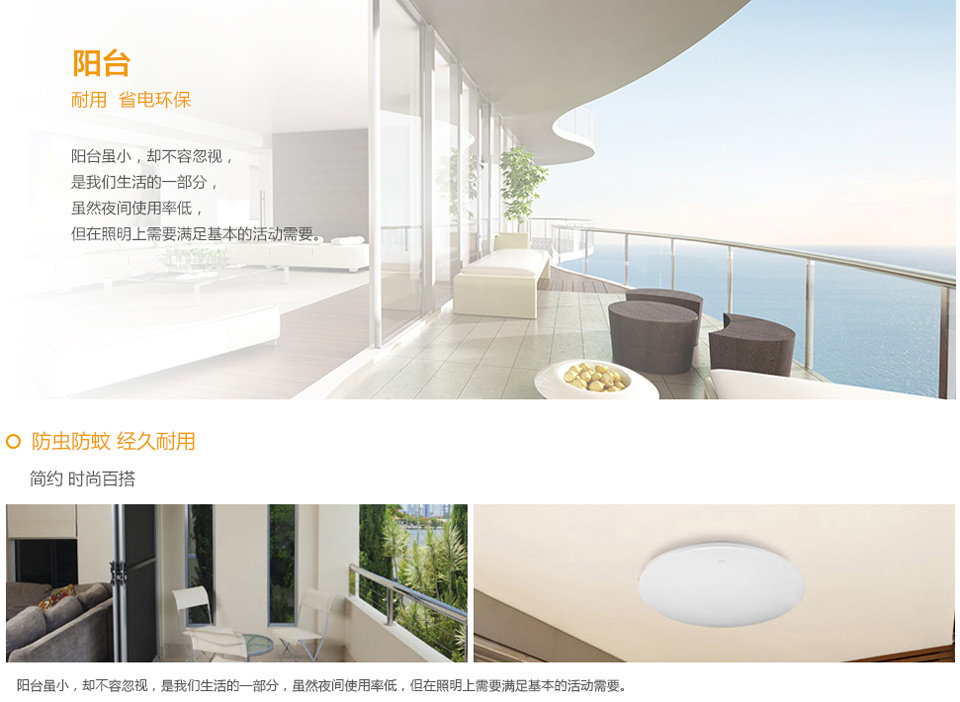 阳台
耐用 省电环保
阳台虽小，却不容忽视，
是我们生活的一部分，
虽然夜间使用率低，
但在照明上需要满足基本的活动需要。
防虫防蚊 经久耐用
简约 时尚百搭
阳台虽小，却不容忽视，是我们生活的一部分，虽然夜间使用率低，但在照明上需要满足基本的活动需要。